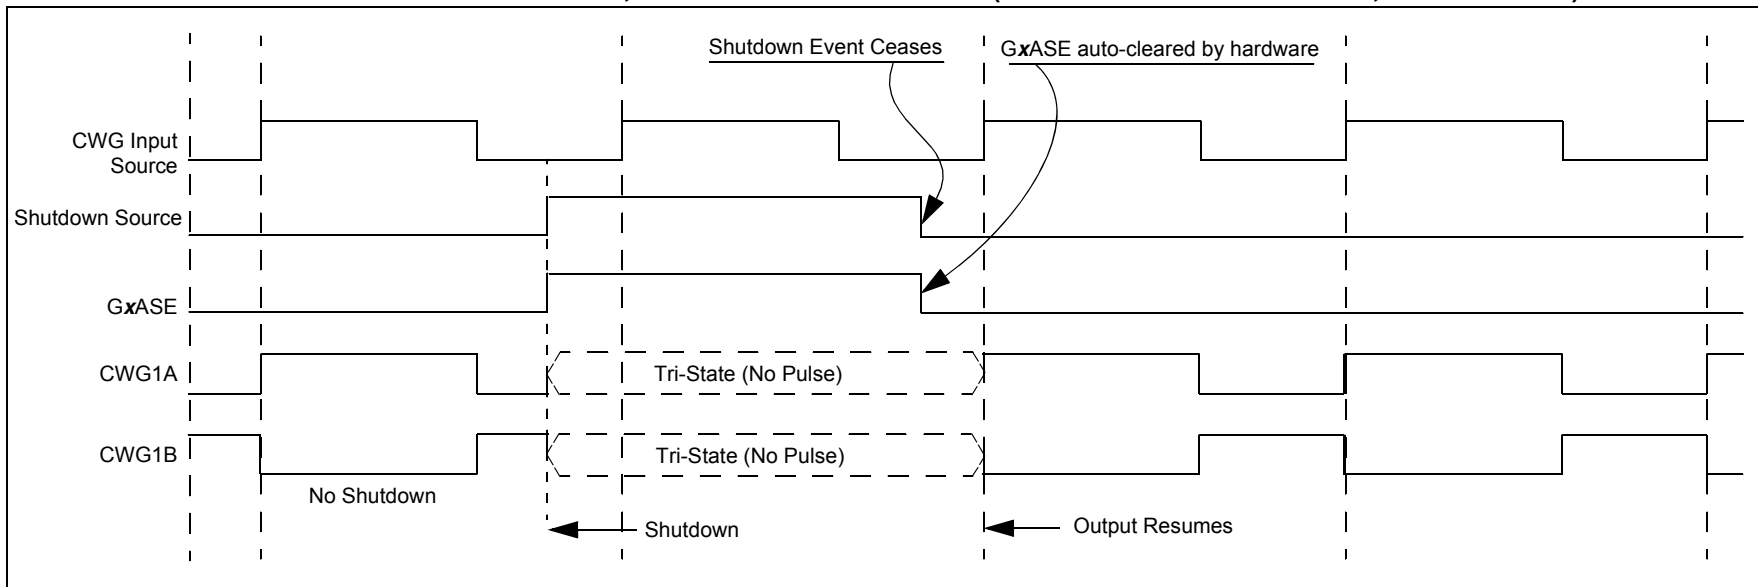 Shutdown Event Ceases
GxASE auto-cleared by hardware
CWG Input
Source
Shutdown Source
GxASE
CWG1A
Tri-State (No Pulse)
CWG1B
Tri-State (No Pulse)
No Shutdown
Shutdown
Output Resumes